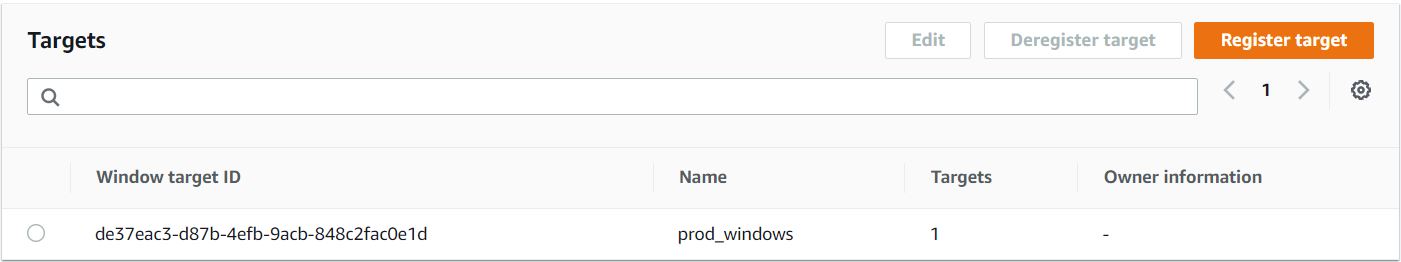 Targets
Edit
Deregister target
Register target
1
Window target ID Name Targets Owner information
de37eac3-d87b-4efb-9acb-848c2fac0e1d prod_windows 1 -